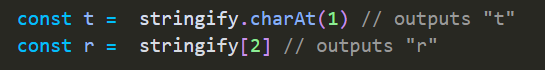 const t = stringify.charAt(1) // outputs "t"
const r = stringify[2] // outputs "r"